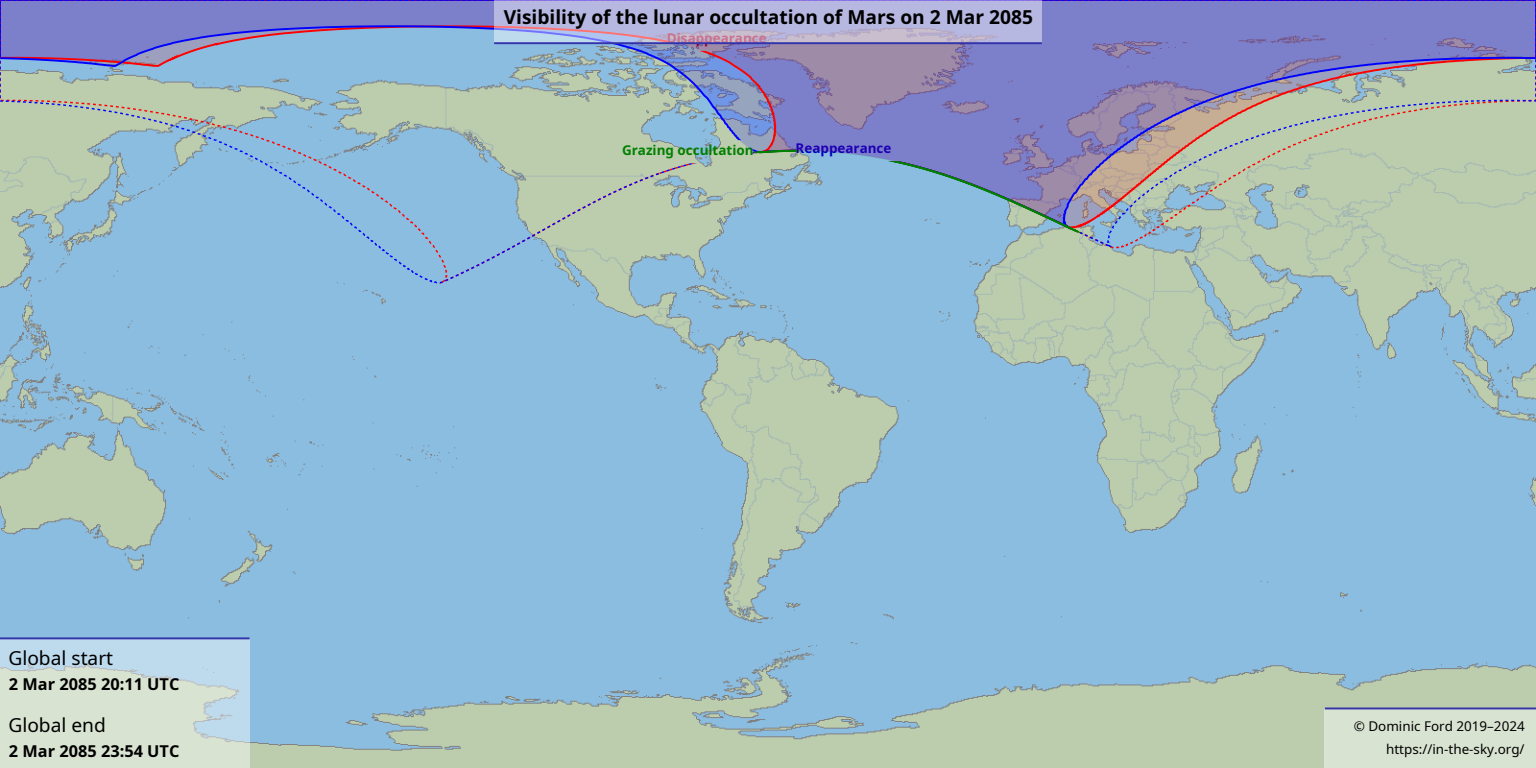 Visibility of the lunar occultation of Mars on 2 Mar 2085
Disappearance
Grazing occultation
Reappearance
Global start
2 Mar 2085 20:11 UTC
Global end
2 Mar 2085 23:54 UTC
© Dominic Ford 2019–2024
https://in-the-sky.org/